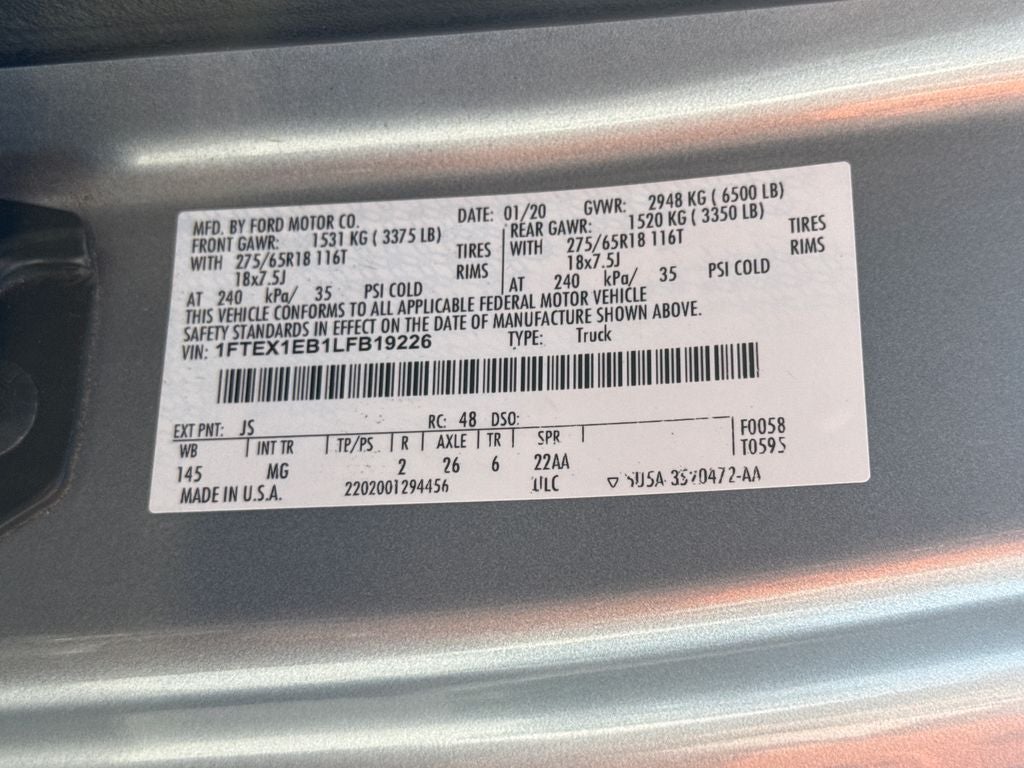 MFD. BY FORD MOTOR CO.
DATE: 01/20 GVWR: 2948 KG ( 6500 LB)
FRONT GAWR: 1531 KG ( 3375 LB) REAR GAWR: 1520 KG ( 3350 LB)
WITH 275/65R18 116T TIRES WITH 275/65R18 116T TIRES
18x7.5J RIMS 18x7.5J RIMS
AT 240 kPa/ 35 PSI COLD AT 240 kPa/ 35 PSI COLD
THIS VEHICLE CONFORMS TO ALL APPLICABLE FEDERAL MOTOR VEHICLE
SAFETY STANDARDS IN EFFECT ON THE DATE OF MANUFACTURE SHOWN ABOVE.
VIN: 1FTEX1EB1LFB19226 TYPE: Truck
EXT PNT: JS RC: 48 DSO: F0058
WB INT TR TP/PS R AXLE TR SPR T0595
145 MG 2 26 6 22AA
MADE IN U.S.A. 2202001294456 ULC